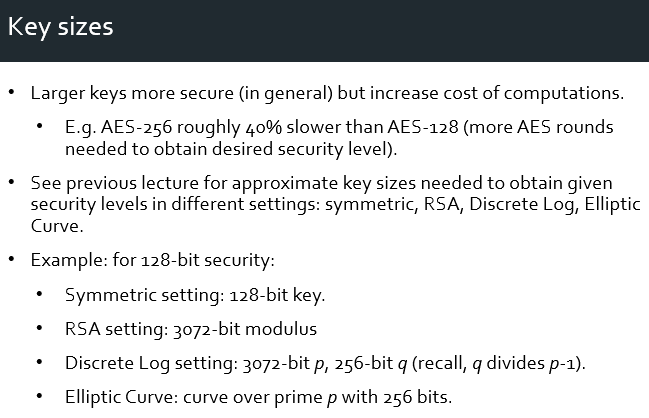 Key sizes
• Larger keys more secure (in general) but increase cost of computations.
• E.g. AES-256 roughly 40% slower than AES-128 (more AES rounds
needed to obtain desired security level).
• See previous lecture for approximate key sizes needed to obtain given
security levels in different settings: symmetric, RSA, Discrete Log, Elliptic
Curve.
• Example: for 128-bit security:
• Symmetric setting: 128-bit key.
• RSA setting: 3072-bit modulus
• Discrete Log setting: 3072-bit p, 256-bit q (recall, q divides p-1).
• Elliptic Curve: curve over prime p with 256 bits.